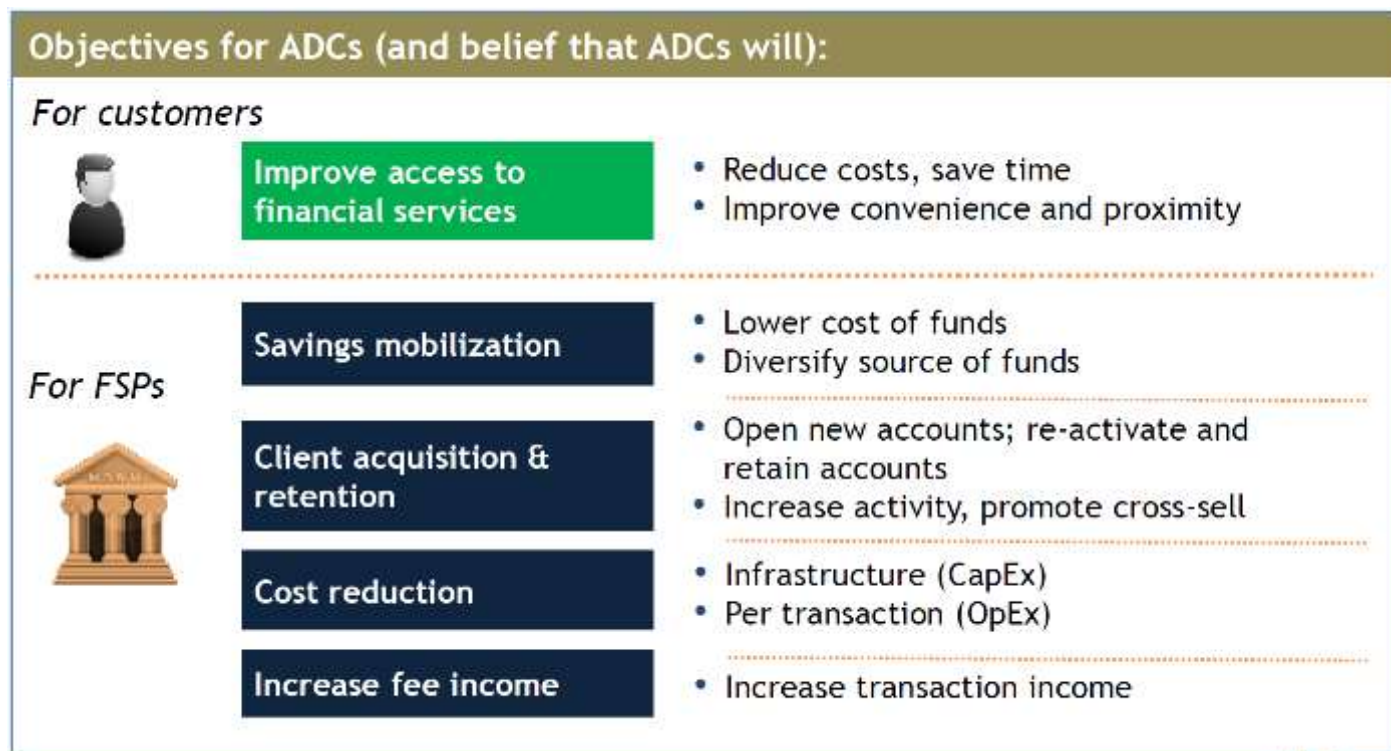 Objectives for ADCs (and belief that ADCs will):
For customers
Improve access to
financial services
• Reduce costs, save time
• Improve convenience and proximity
For FSPs
Savings mobilization
• Lower cost of funds
• Diversify source of funds
Client acquisition &
retention
• Open new accounts; re-activate and
retain accounts
• Increase activity, promote cross-sell
Cost reduction
• Infrastructure (CapEx)
• Per transaction (OpEx)
Increase fee income
• Increase transaction income